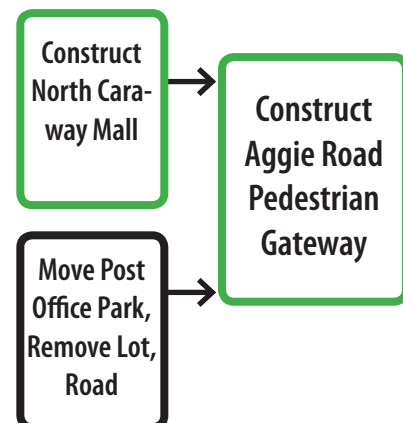 Construct
North Cara-
way Mall
Move Post
Office Park,
Remove Lot,
Road
Construct
Aggie Road
Pedestrian
Gateway